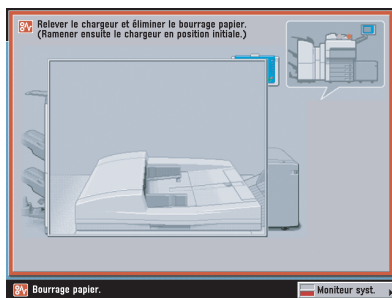 Relever le chargeur et éliminer le bourrage papier.
(Ramener ensuite le chargeur en position initiale.)
Bourrage papier.
Moniteur syst.